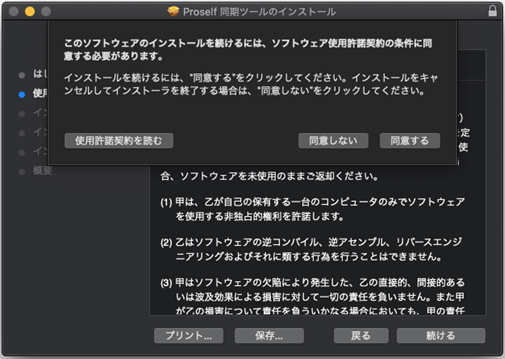 Proself 同期ツールのインストール
このソフトウェアのインストールを続けるには、ソフトウェア使用許諾契約の条件に同
意する必要があります。
インストールを続けるには、“同意する”をクリックしてください。インストールをキャ
ンセルしてインストーラを終了する場合は、“同意しない”をクリックしてください。
使用許諾契約を読む
同意しない
同意する
はじ
使用
イン
イン
イン
概要
定
使
合、ソフトウェアを未使用のままご返却ください。
(1) 甲は、乙が自己の保有する一台のコンピュータのみでソフトウェア
を使用する非独占的権利を許諾します。
(2) 乙はソフトウェアの逆コンパイル、逆アセンブル、リバースエンジ
ニアリングおよびそれに類する行為を行うことはできません。
(3) 甲はソフトウェアの欠陥により発生した、乙の直接的、間接的ある
いは波及効果による損害に対して一切の責任を負いません。また甲
が乙の損害について責任を負ういかなる場合においても、甲の責任
プリント...
保存...
戻る
続ける